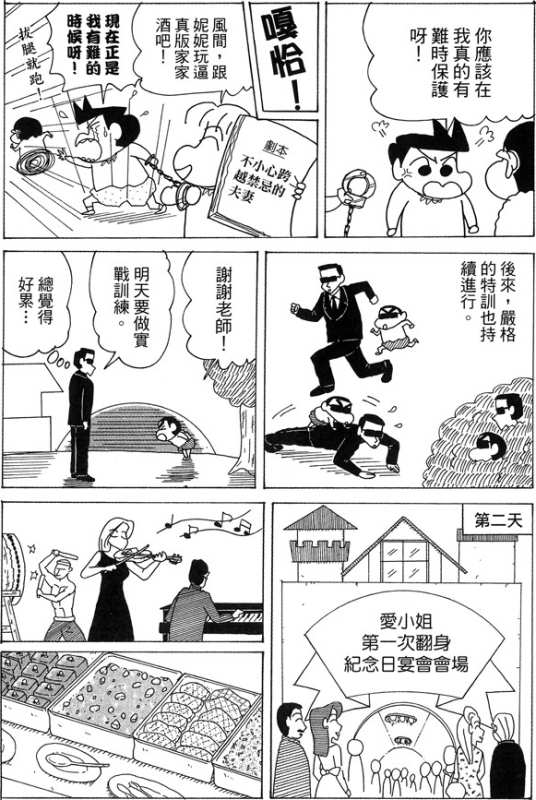 你應該在
我真的有
難時保護
呀！
嘎恰！
風間，跟
妮妮玩逼
真版家家
酒吧！
劇本
不小心跨
越禁忌的
夫妻
現在正是
我有難的
時候呀！
拔腿就跑！
後來，嚴格
的特訓也持
續進行。
謝謝老師！
明天要做實
戰訓練。
總覺得
好累…
第二天
愛小姐
第一次翻身
紀念日宴會會場